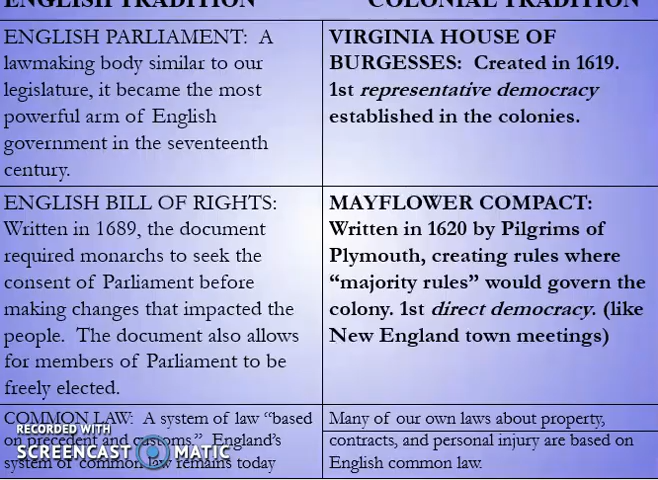 ENGLISH TRADITION
COLONIAL TRADITION
ENGLISH PARLIAMENT: A
lawmaking body similar to our
legislature, it became the most
powerful arm of English
government in the seventeenth
century.
VIRGINIA HOUSE OF
BURGESSES: Created in 1619.
1st representative democracy
established in the colonies.
ENGLISH BILL OF RIGHTS:
Written in 1689, the document
required monarchs to seek the
consent of Parliament before
making changes that impacted the
people. The document also allows
for members of Parliament to be
freely elected.
MAYFLOWER COMPACT:
Written in 1620 by Pilgrims of
Plymouth, creating rules where
“majority rules” would govern the
colony. 1st direct democracy. (like
New England town meetings)
COMMON LAW: A system of law “based
on precedent and customs.” England’s
system of common law remains today
Many of our own laws about property,
contracts, and personal injury are based on
English common law.
RECORDED WITH
SCREENCAST MATIC